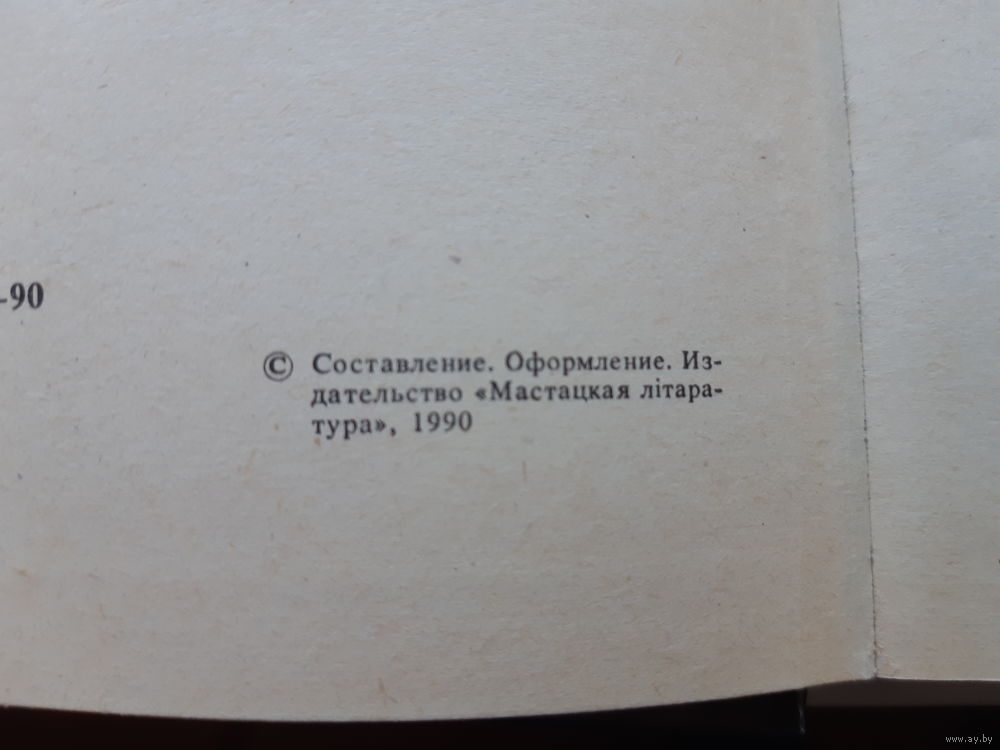 -90
© Составление. Оформление. Из-
дательство «Мастацкая літара-
тура», 1990
www.ay.by